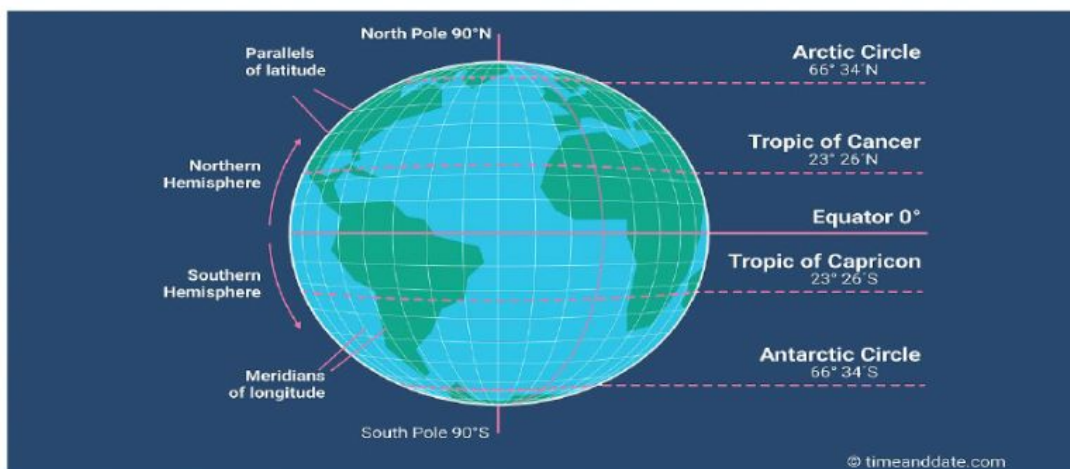 North Pole 90°N
Parallels
of latitude
Arctic Circle
66° 34′N
Northern
Hemisphere
Tropic of Cancer
23° 26′N
Equator 0°
Southern
Hemisphere
Tropic of Capricon
23° 26′S
Meridians
of longitude
Antarctic Circle
66° 34′S
South Pole 90°S
© timeanddate.com